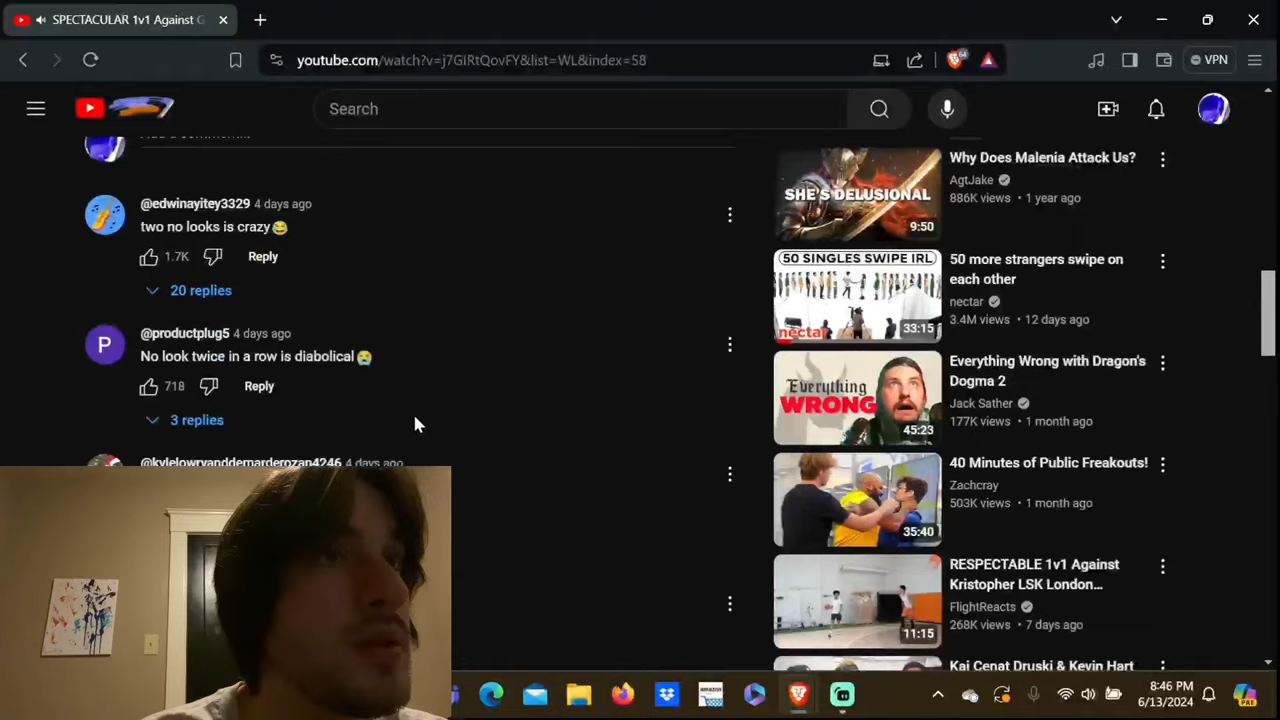 SPECTACULAR 1v1 Against G
youtube.com/watch?v=j7GIRtQovFY&list=WL&index=58
VPN
Search
@edwinayitey3329 4 days ago
two no looks is crazy😂
1.7K Reply
20 replies
@productplug5 4 days ago
P
No look twice in a row is diabolical😭
718 Reply
3 replies
@kylelowryanddernarderozan4246 4 days ago
SHE'S DELUSIONAL
9:50
Why Does Malenia Attack Us?
AgtJake
886K views • 1 year ago
50 SINGLES SWIPE IRL
nectar
33:15
50 more strangers swipe on
each other
nectar
3.4M views • 12 days ago
Everything
WRONG
45:23
Everything Wrong with Dragon's
Dogma 2
Jack Sather
177K views • 1 month ago
35:40
40 Minutes of Public Freakouts!
Zachcray
503K views • 1 month ago
11:15
RESPECTABLE 1v1 Against
Kristopher LSK London...
FlightReacts
268K views • 7 days ago
Kai Cenat Druski & Kevin Hart
amazon
8:46 PM
6/13/2024
PRE